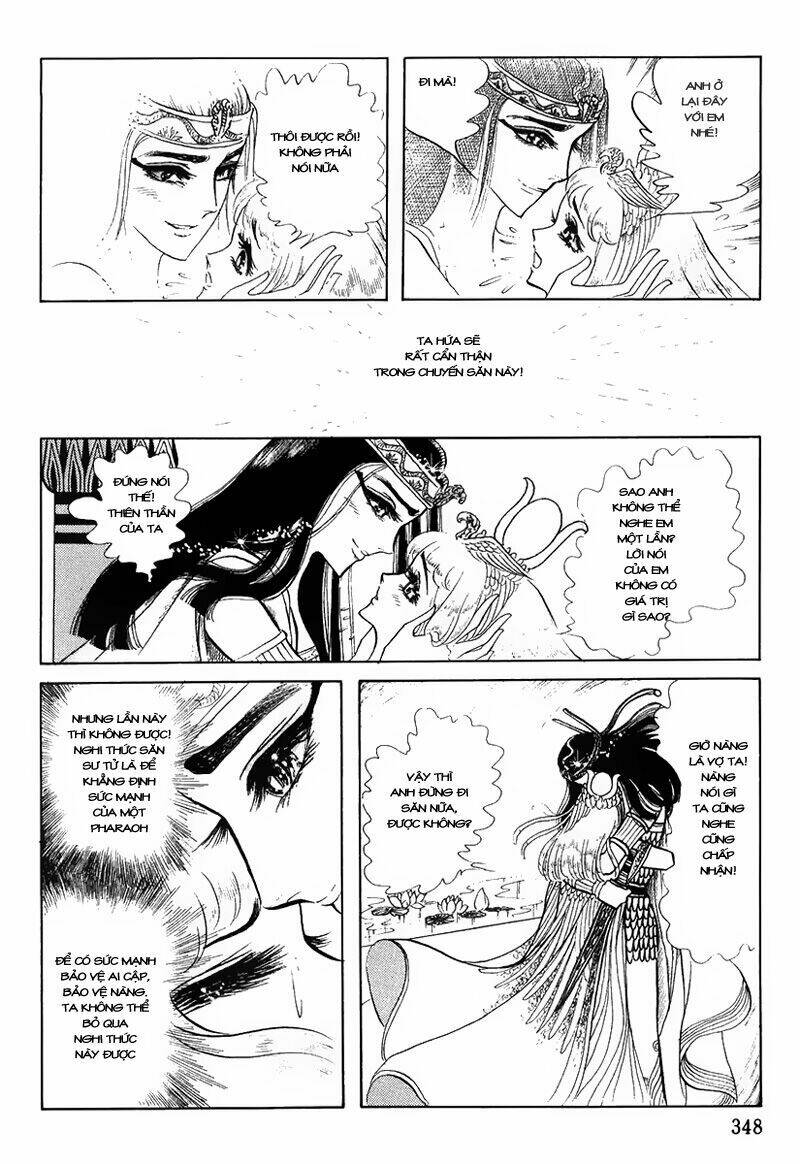 ANH Ở
LẠI ĐÂY
VỚI EM
NHÉ!
ĐI MÀ!
THÔI ĐƯỢC RỒI!
KHÔNG PHẢI
NÓI NỮA
TA HỨA SẼ
RẤT CẨN THẬN
TRONG CHUYẾN SĂN NÀY!
SAO ANH
KHÔNG THỂ
NGHE EM
MỘT LẦN?
LỜI NÓI
CỦA EM
KHÔNG CÓ
GIÁ TRỊ
GÌ SAO?
ĐỪNG NÓI
THẾ!
THIÊN THẦN
CỦA TA
GIỜ NÀNG
LÀ VỢ TA!
NÀNG
NÓI GÌ
TA CŨNG
NGHE
CŨNG
CHẤP
NHẬN!
VẬY THÌ
ANH ĐỪNG ĐI
SĂN NỮA,
ĐƯỢC KHÔNG?
NHƯNG LẦN NÀY
THÌ KHÔNG ĐƯỢC!
NGHI THỨC SĂN
SƯ TỬ LÀ ĐỂ
KHẲNG ĐỊNH
SỨC MẠNH
CỦA MỘT
PHARAOH
ĐỂ CÓ SỨC MẠNH
BẢO VỆ AI CẬP,
BẢO VỆ NÀNG.
TA KHÔNG THỂ
BỎ QUA
NGHI THỨC
NÀY ĐƯỢC
348